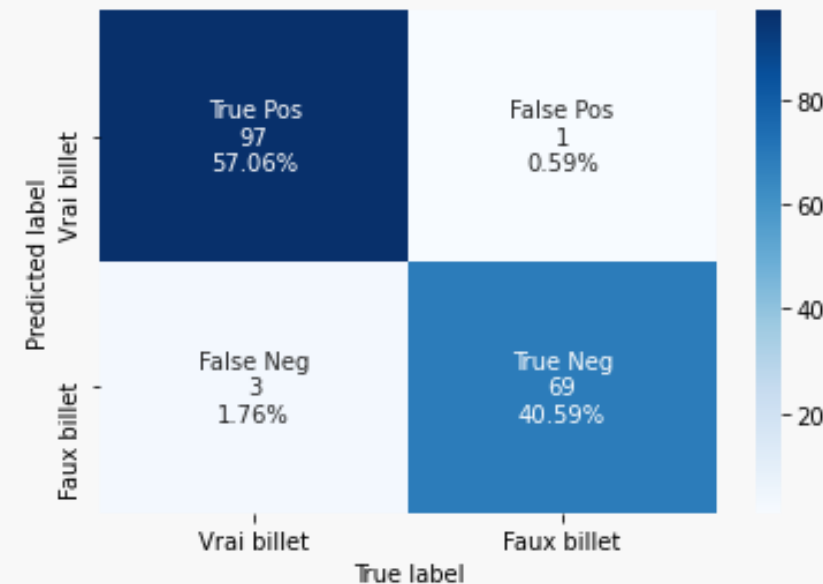 True Pos
97
57.06%
False Pos
1
0.59%
False Neg
3
1.76%
True Neg
69
40.59%
Predicted label
Vrai billet
Faux billet
Vrai billet
Faux billet
True label
80
60
40
20